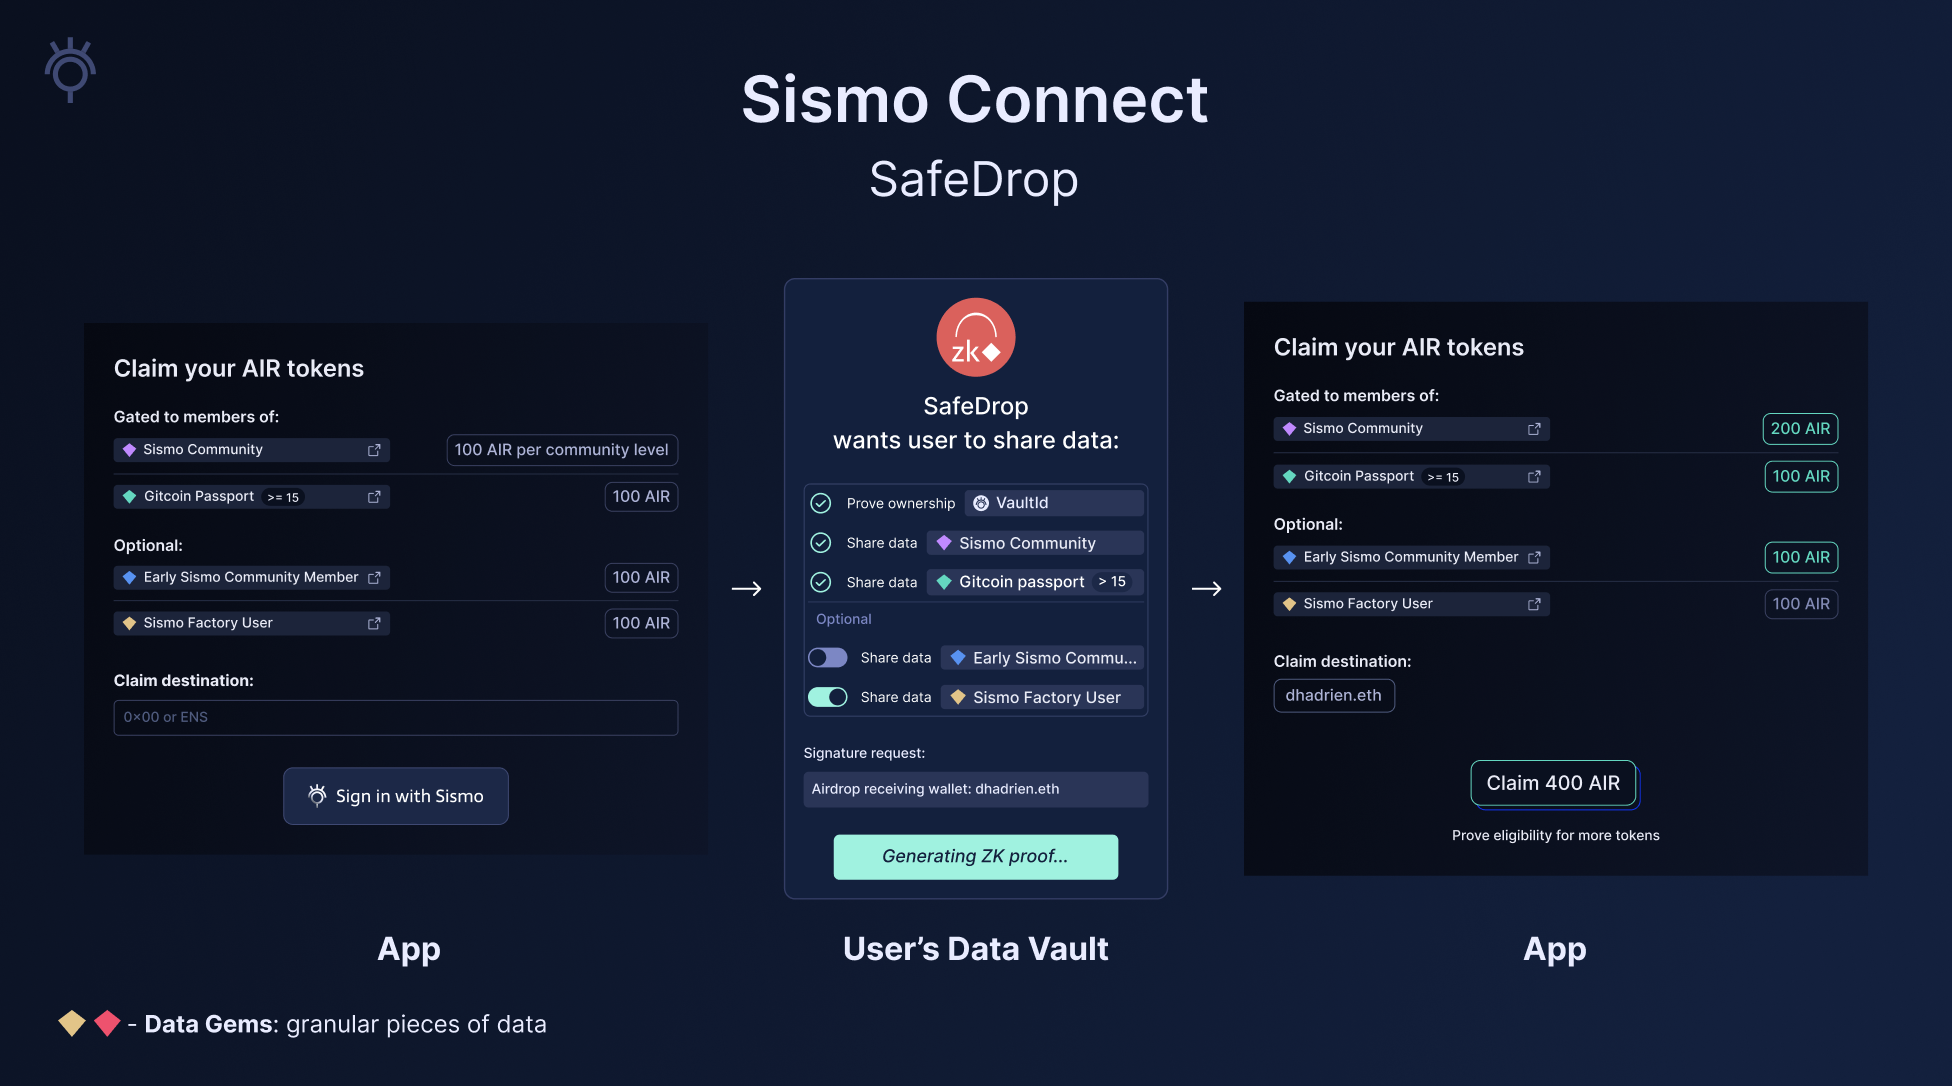 Sismo Connect
SafeDrop
Claim your AIR tokens
Gated to members of:
Sismo Community 100 AIR per community level
Gitcoin Passport >= 15 100 AIR
Optional:
Early Sismo Community Member 100 AIR
Sismo Factory User 100 AIR
Claim destination:
0×00 or ENS
Sign in with Sismo
App
zk
SafeDrop
wants user to share data:
Prove ownership VaultId
Share data Sismo Community
Share data Gitcoin passport > 15
Optional
Share data Early Sismo Commu...
Share data Sismo Factory User
Signature request:
Airdrop receiving wallet: dhadrien.eth
Generating ZK proof...
User’s Data Vault
Claim your AIR tokens
Gated to members of:
Sismo Community 200 AIR
Gitcoin Passport >= 15 100 AIR
Optional:
Early Sismo Community Member 100 AIR
Sismo Factory User 100 AIR
Claim destination:
dhadrien.eth
Claim 400 AIR
Prove eligibility for more tokens
App
- Data Gems: granular pieces of data